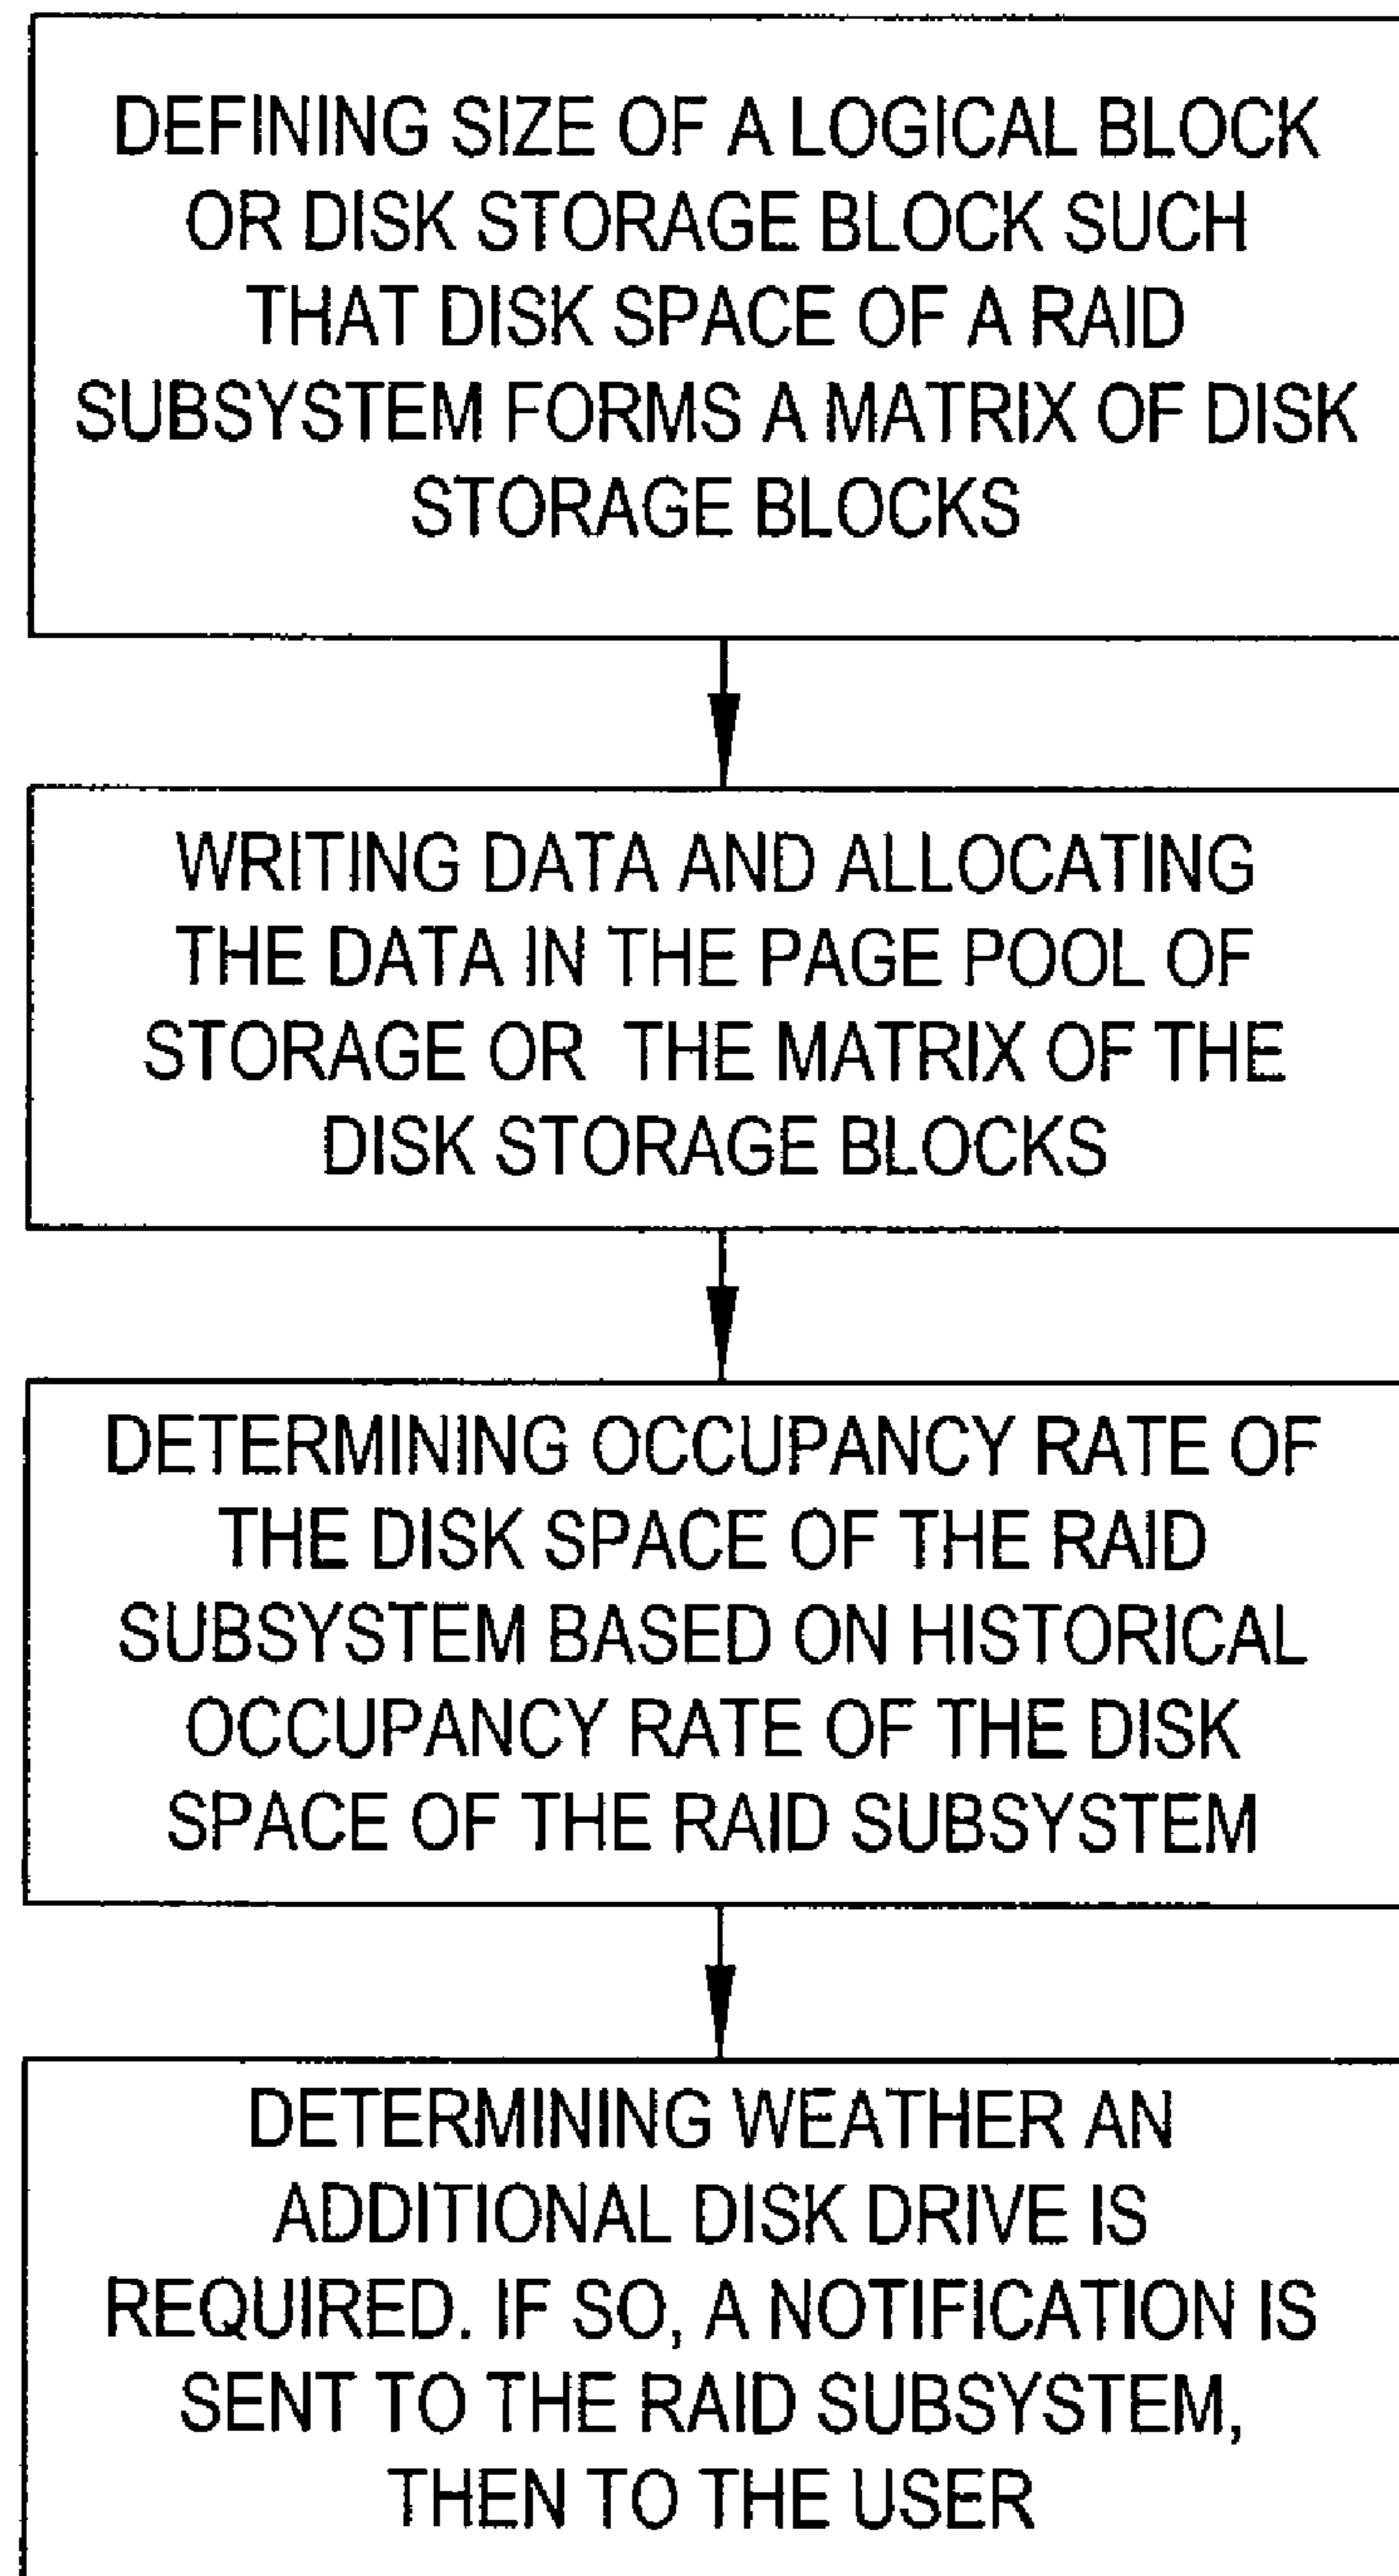 DEFINING SIZE OF A LOGICAL BLOCK
OR DISK STORAGE BLOCK SUCH
THAT DISK SPACE OF A RAID
SUBSYSTEM FORMS A MATRIX OF DISK
STORAGE BLOCKS
WRITING DATA AND ALLOCATING
THE DATA IN THE PAGE POOL OF
STORAGE OR THE MATRIX OF THE
DISK STORAGE BLOCKS
DETERMINING OCCUPANCY RATE OF
THE DISK SPACE OF THE RAID
SUBSYSTEM BASED ON HISTORICAL
OCCUPANCY RATE OF THE DISK
SPACE OF THE RAID SUBSYSTEM
DETERMINING WEATHER AN
ADDITIONAL DISK DRIVE IS
REQUIRED. IF SO, A NOTIFICATION IS
SENT TO THE RAID SUBSYSTEM,
THEN TO THE USER